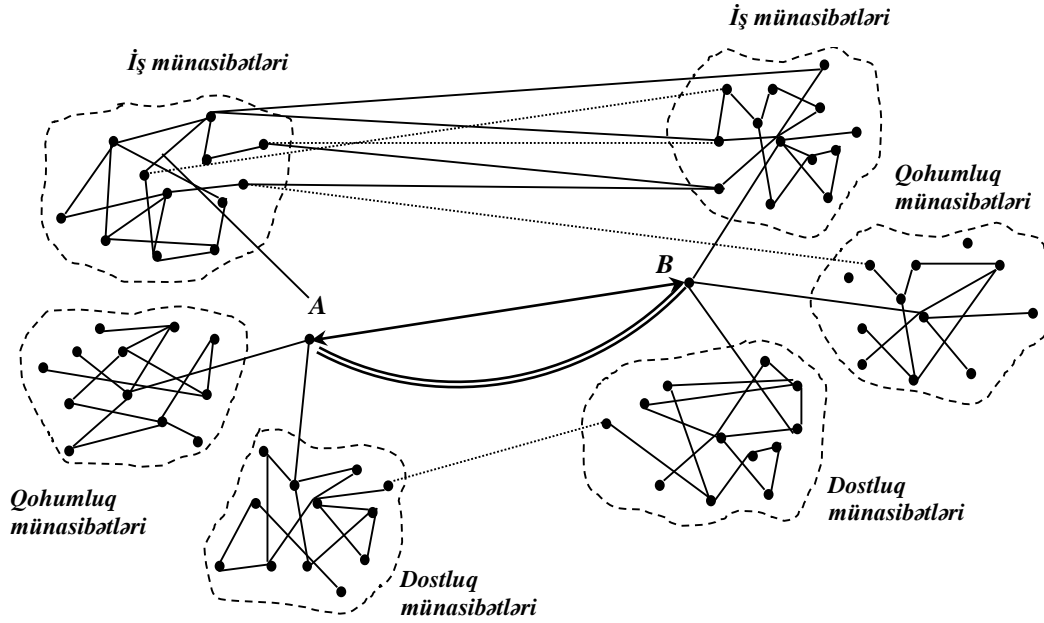 İş münasibətləri
İş münasibətləri
Qohumluq
münasibətləri
B
A
Qohumluq
münasibətləri
Dostluq
münasibətləri
Dostluq
münasibətləri